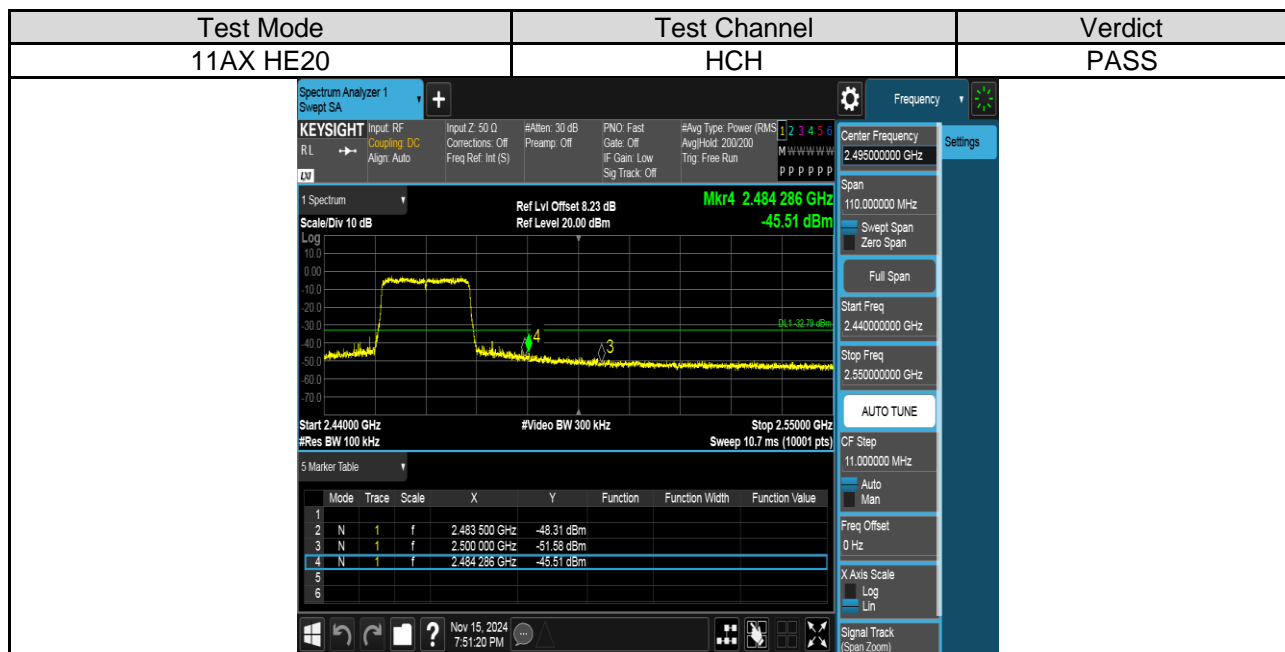 Test Mode Test Channel Verdict
11AX HE20 HCH PASS
Spectrum Analyzer 1
Swept SA
+
Frequency
KEYSIGHT Input: RF Input Z: 50 Ω #Atten: 30 dB PNO: Fast #Avg Type: Power (RMS 1 2 3 4 5 6
RL Coupling: DC Corrections: Off Preamp: Off Gate: Off Avg|Hold: 200/200 M W W W W W
Align: Auto Freq Ref: Int (S) IF Gain: Low Trig: Free Run
LXI Sig Track: Off P P P P P P
Center Frequency
2.495000000 GHz
Settings
1 Spectrum
Ref Lvl Offset 8.23 dB
Mkr4 2.484 286 GHz
Scale/Div 10 dB
Ref Level 20.00 dBm
-45.51 dBm
Log
10.0
0.00
-10.0
-20.0
-30.0
DL1 -32.79 dBm
-40.0
4
3
-50.0
-60.0
-70.0
Start 2.44000 GHz #Video BW 300 kHz Stop 2.55000 GHz
#Res BW 100 kHz Sweep 10.7 ms (10001 pts)
Span
110.000000 MHz
Swept Span
Zero Span
Full Span
Start Freq
2.440000000 GHz
Stop Freq
2.550000000 GHz
AUTO TUNE
CF Step
11.000000 MHz
Auto
Man
Freq Offset
0 Hz
X Axis Scale
Log
Lin
Signal Track
(Span Zoom)
5 Marker Table
Mode Trace Scale X Y Function Function Width Function Value
1
2 N 1 f 2.483 500 GHz -48.31 dBm
3 N 1 f 2.500 000 GHz -51.58 dBm
4 N 1 f 2.484 286 GHz -45.51 dBm
5
6
? Nov 15, 2024
7:51:20 PM